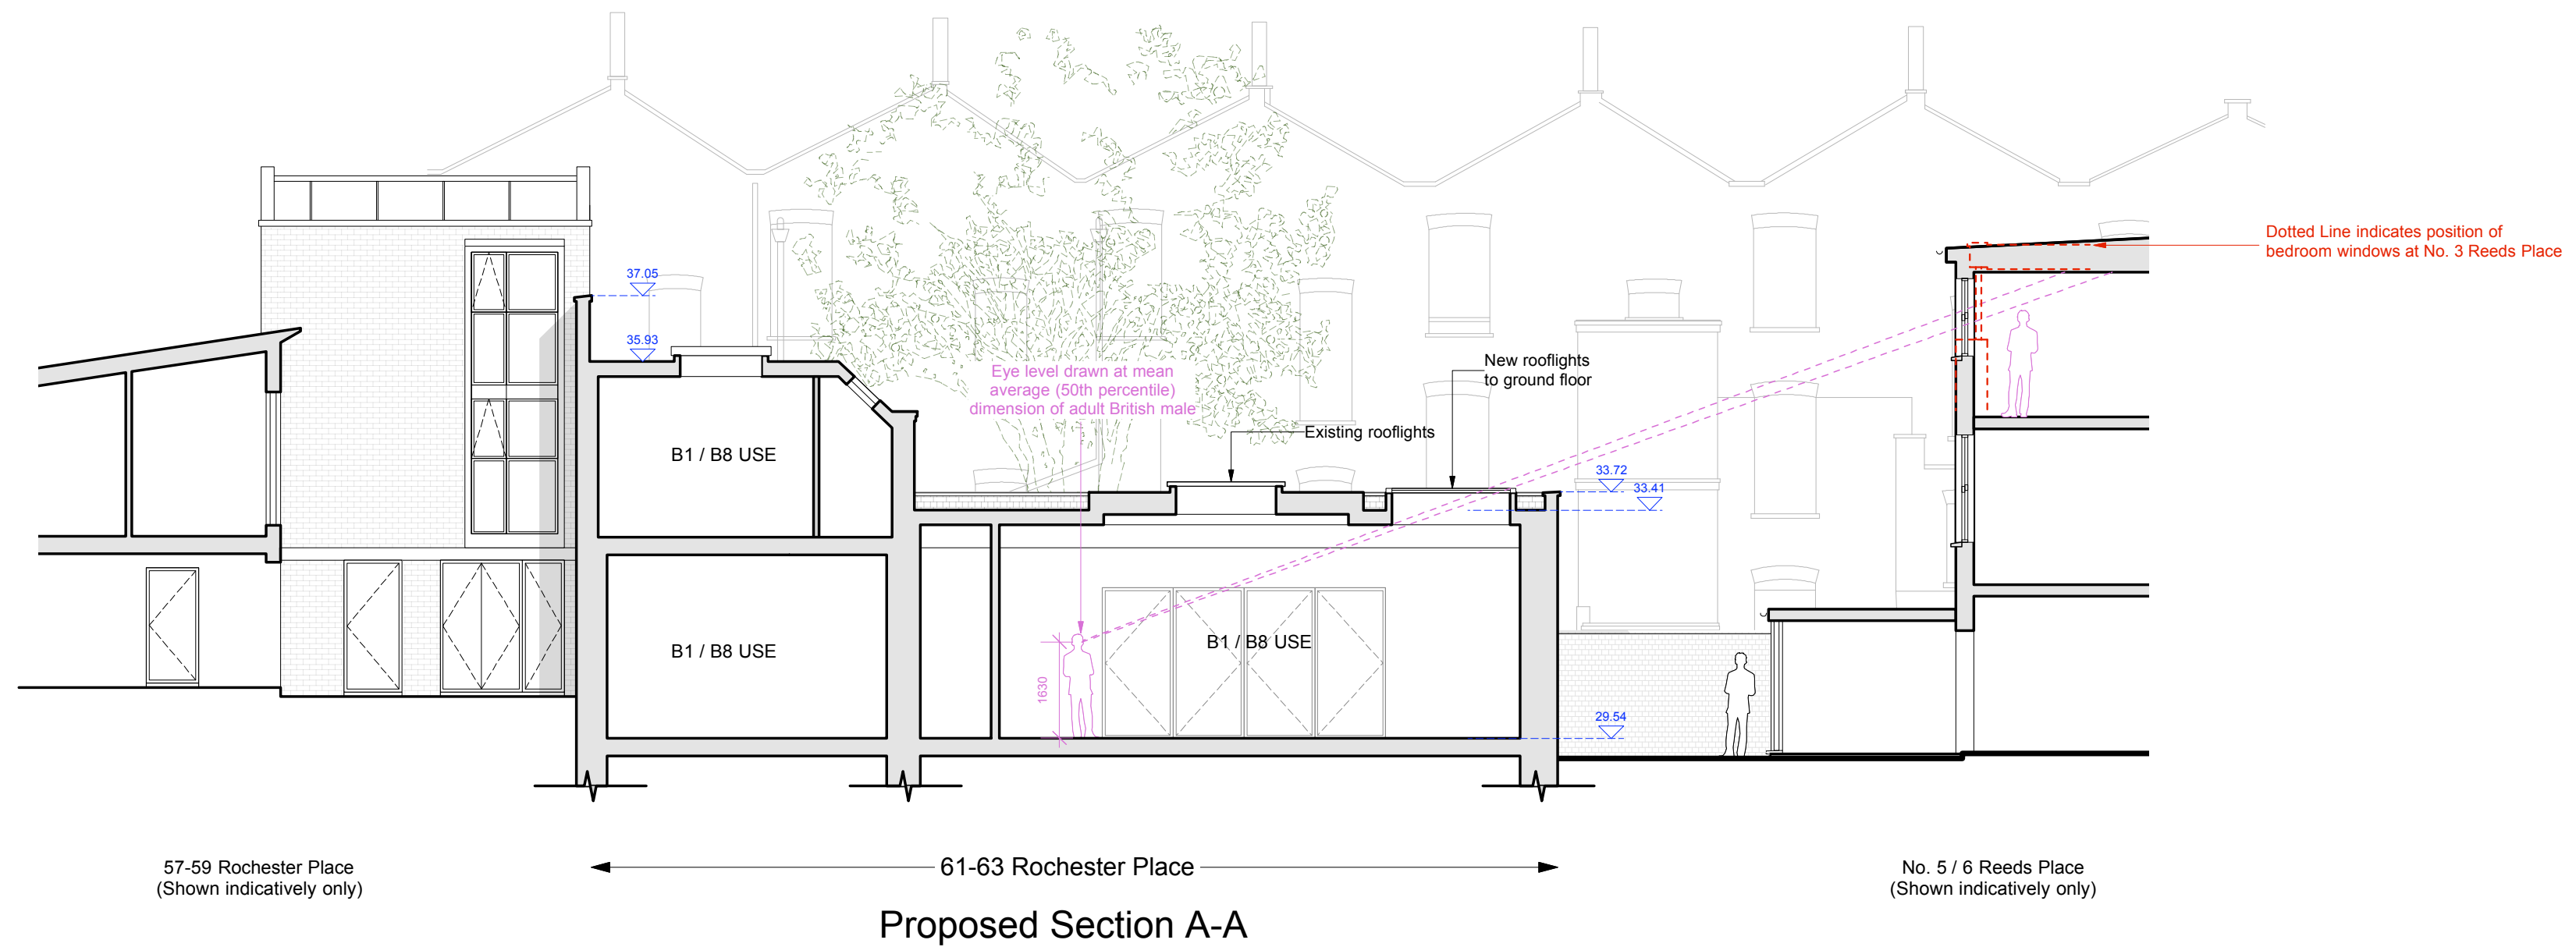 Dotted Line indicates position of
bedroom windows at No. 3 Reeds Place
37.05
35.93
Eye level drawn at mean
average (50th percentile)
dimension of adult British male
New rooflights
to ground floor
Existing rooflights
B1 / B8 USE
33.72
33.41
B1 / B8 USE
B1 / B8 USE
1630
29.54
57-59 Rochester Place
(Shown indicatively only)
61-63 Rochester Place
No. 5 / 6 Reeds Place
(Shown indicatively only)
Proposed Section A-A